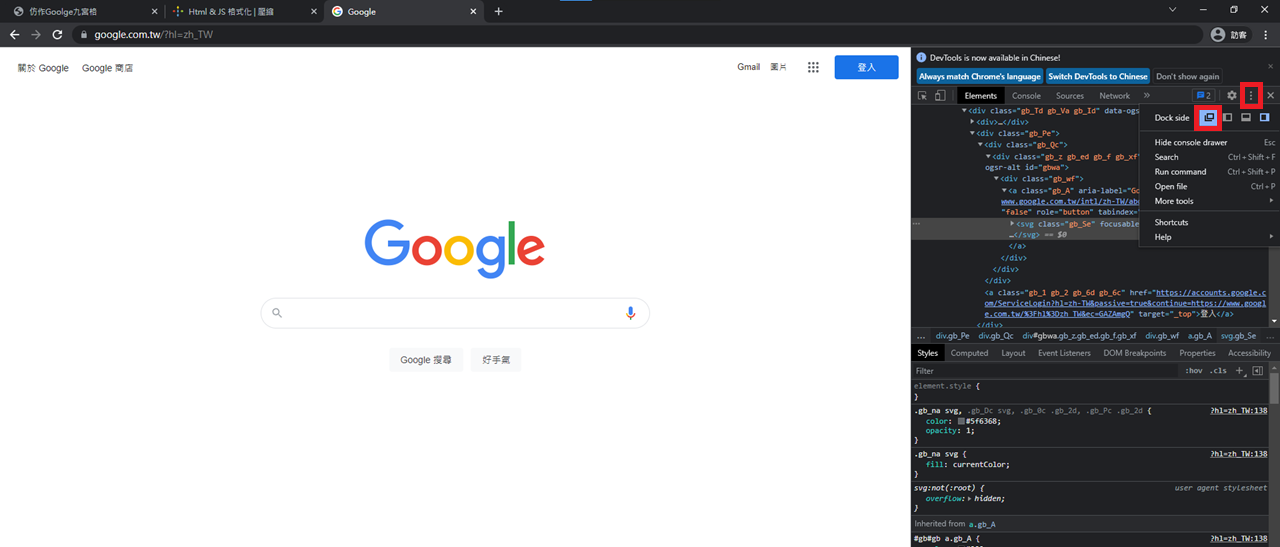 仿作Goolge九宮格
Html & JS 格式化 | 壓縮
Google
google.com.tw/?hl=zh_TW
訪客
關於 Google
Google 商店
Gmail
圖片
登入
Google
Google 搜尋
好手氣
DevTools is now available in Chinese!
Always match Chrome's language
Switch DevTools to Chinese
Don't show again
Elements
Console
Sources
Network
»
2
Dock side
Hide console drawer Esc
Search Ctrl + Shift + F
Run command Ctrl + Shift + P
Open file Ctrl + P
More tools
Shortcuts
Help
▼<div class="gb_Td gb_Va gb_Id" data-ogs
▶<div>…</div>
▼<div class="gb_Pe">
▼<div class="gb_Qc">
▼<div class="gb_z gb_ed gb_f gb_xf"
ogsr-alt id="gbwa">
▼<div class="gb_wf">
▼<a class="gb_A" aria-label="Go
www.google.com.tw/intl/zh-TW/abo
"false" role="button" tabindex="
▶<svg class="gb_Se" focusable
…</svg> == $0
</a>
</div>
</div>
</div>
<a class="gb_1 gb_2 gb_6d gb_6c" href="https://accounts.google.c
om/ServiceLogin?hl=zh-TW&passive=true&continue=https://www.googl
e.com.tw/%3Fhl%3Dzh_TW&ec=GAZAmgQ" target="_top">登入</a>
</div>
… div.gb_Pe div.gb_Qc div#gbwa.gb_z.gb_ed.gb_f.gb_xf div.gb_wf a.gb_A svg.gb_Se …
Styles Computed Layout Event Listeners DOM Breakpoints Properties Accessibility
Filter :hov .cls +
element.style {
}
.gb_na svg, .gb_Dc svg, .gb_0c .gb_2d, .gb_Pc .gb_2d { ?hl=zh_TW:138
color: #5f6368;
opacity: 1;
}
.gb_na svg { ?hl=zh_TW:138
fill: currentColor;
}
svg:not(:root) { user agent stylesheet
overflow: ▶ hidden;
}
Inherited from a.gb_A
#gb#gb a.gb_A { ?hl=zh_TW:138